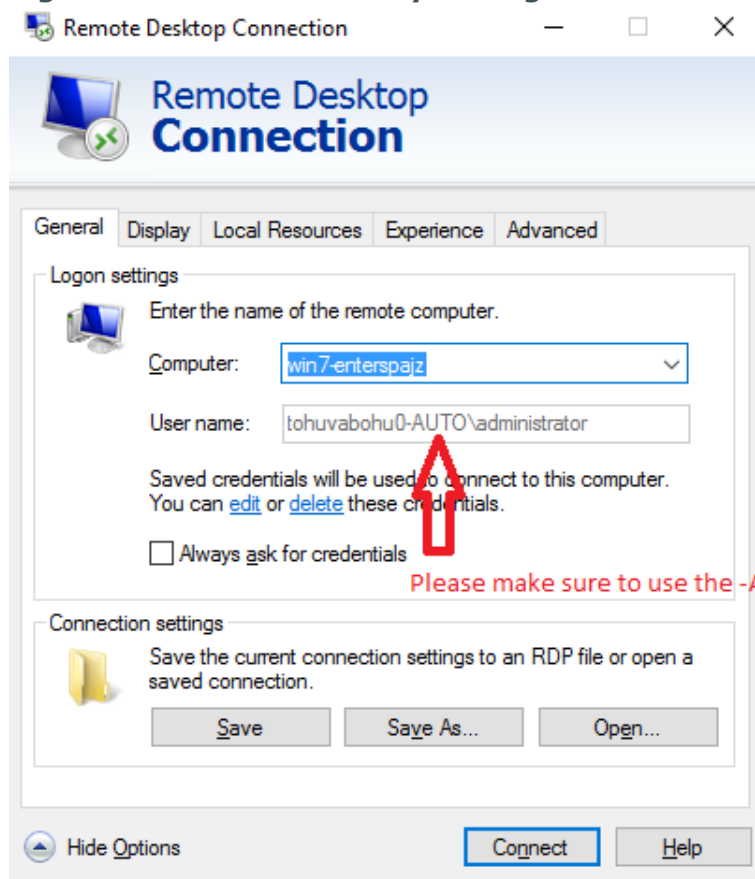 Remote Desktop Connection
Remote Desktop
Connection
General Display Local Resources Experience Advanced
Logon settings
Enter the name of the remote computer.
Computer: win7-enterspajz
User name: tohuvabohu0-AUTO\administrator
Saved credentials will be used to connect to this computer.
You can edit or delete these credentials.
Always ask for credentials
Please make sure to use the -A
Connection settings
Save the current connection settings to an RDP file or open a
saved connection.
Save Save As... Open...
Hide Options Connect Help